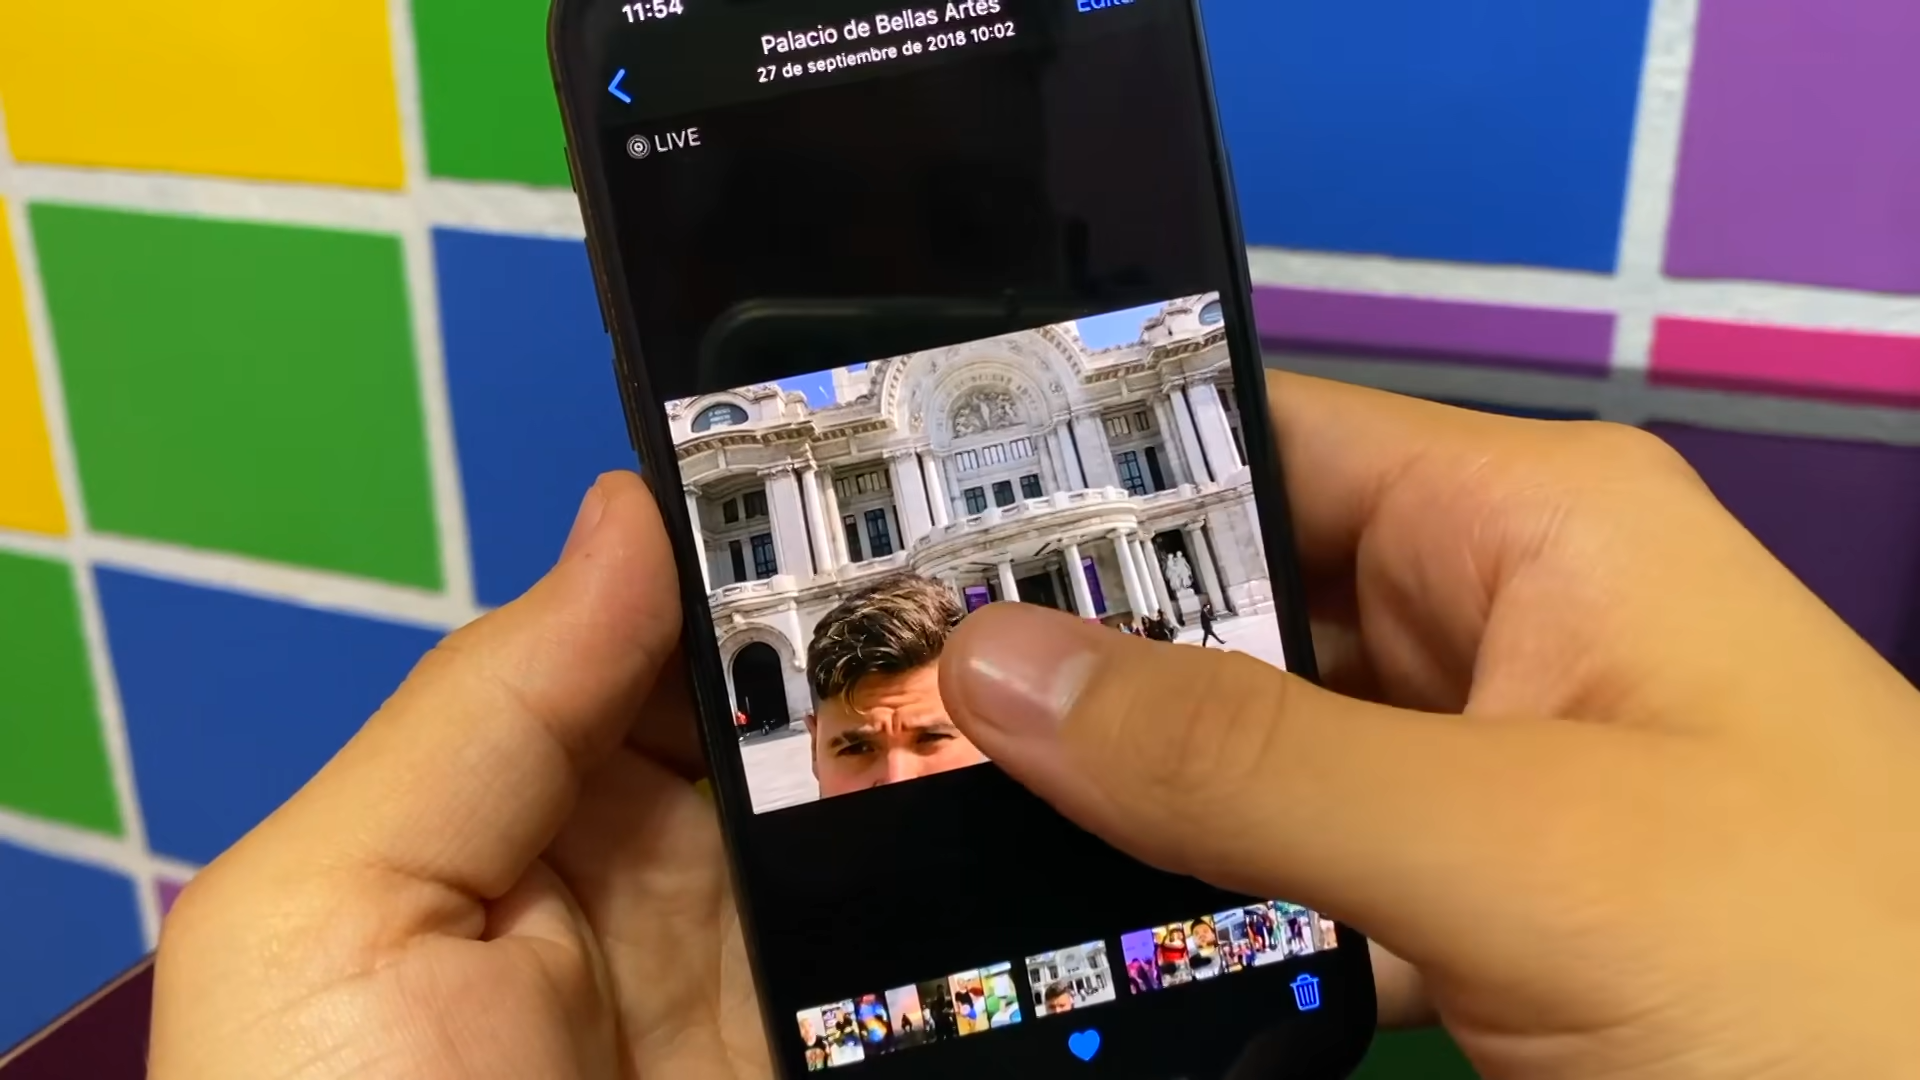 11:54
Palacio de Bellas Artes
27 de septiembre de 2018 10:02
LIVE